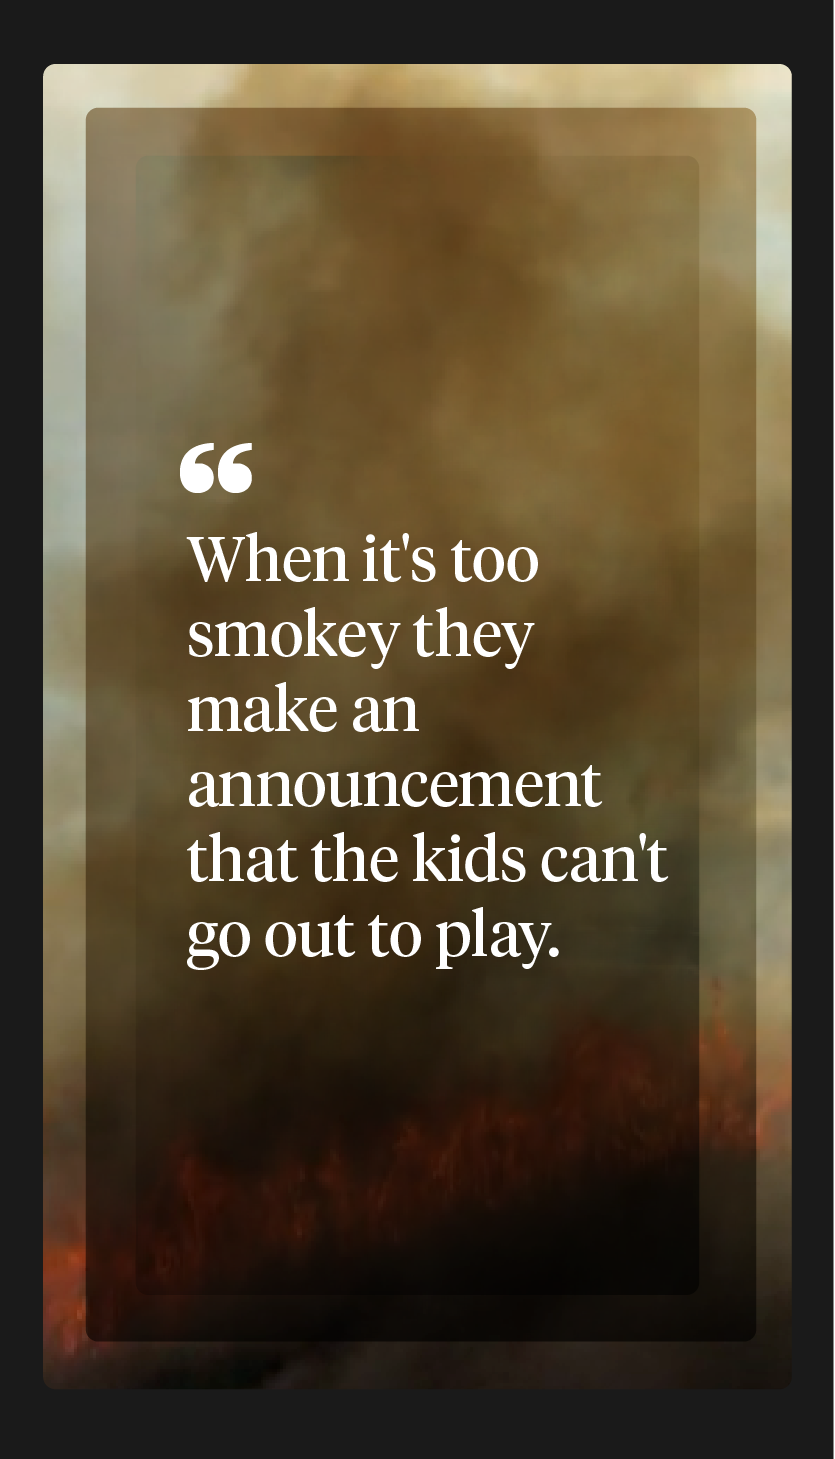 “
When it's too
smokey they
make an
announcement
that the kids can't
go out to play.